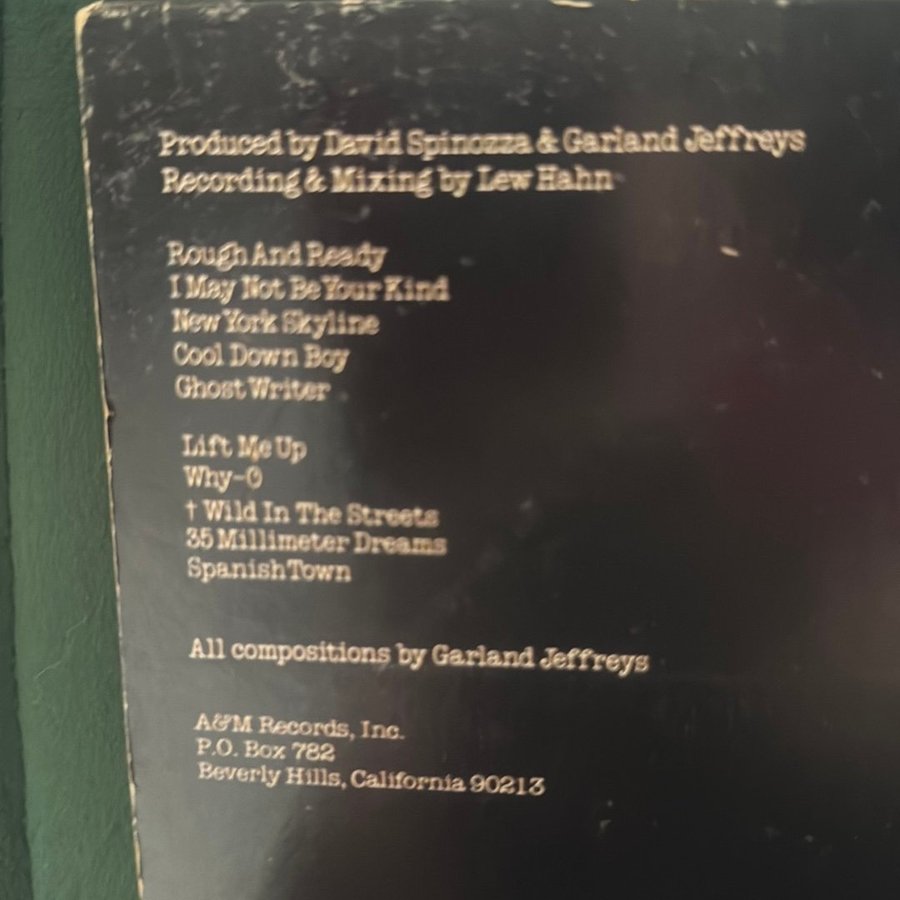 Produced by David Spinozza & Garland Jeffreys
Recording & Mixing by Lew Hahn
Rough And Ready
I May Not Be Your Kind
New York Skyline
Cool Down Boy
Ghost Writer
Lift Me Up
Why-O
† Wild In The Streets
35 Millimeter Dreams
Spanish Town
All compositions by Garland Jeffreys
A&M Records, Inc.
P.O. Box 782
Beverly Hills, California 90213